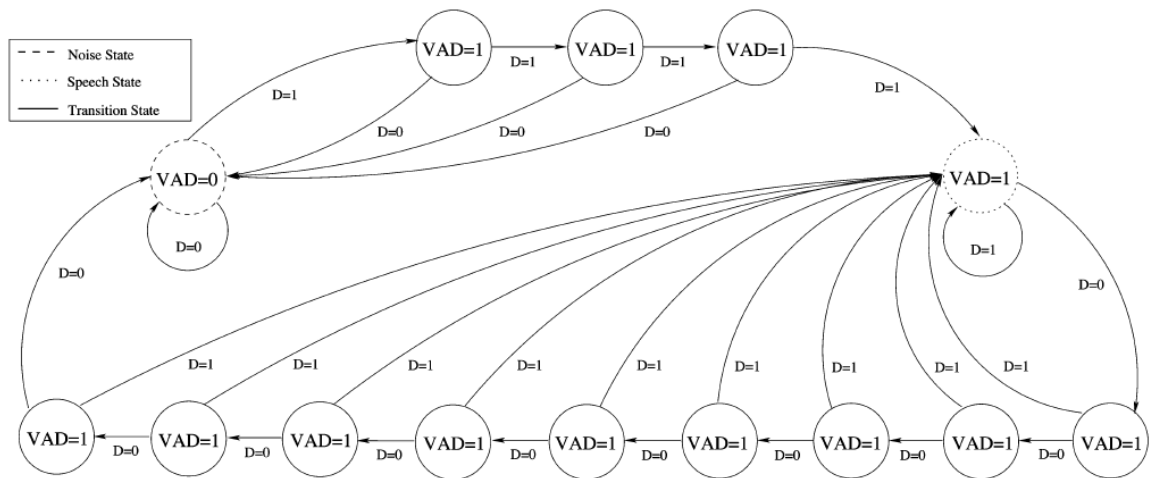 Noise State
Speech State
Transition State
VAD=1 VAD=1 VAD=1
D=1 D=1
D=1 D=1
D=0 D=0 D=0
VAD=0 VAD=1
D=0 D=1
D=0 D=0
D=1 D=1 D=1 D=1 D=1 D=1 D=1 D=1 D=1
VAD=1 VAD=1 VAD=1 VAD=1 VAD=1 VAD=1 VAD=1 VAD=1 VAD=1
D=0 D=0 D=0 D=0 D=0 D=0 D=0 D=0